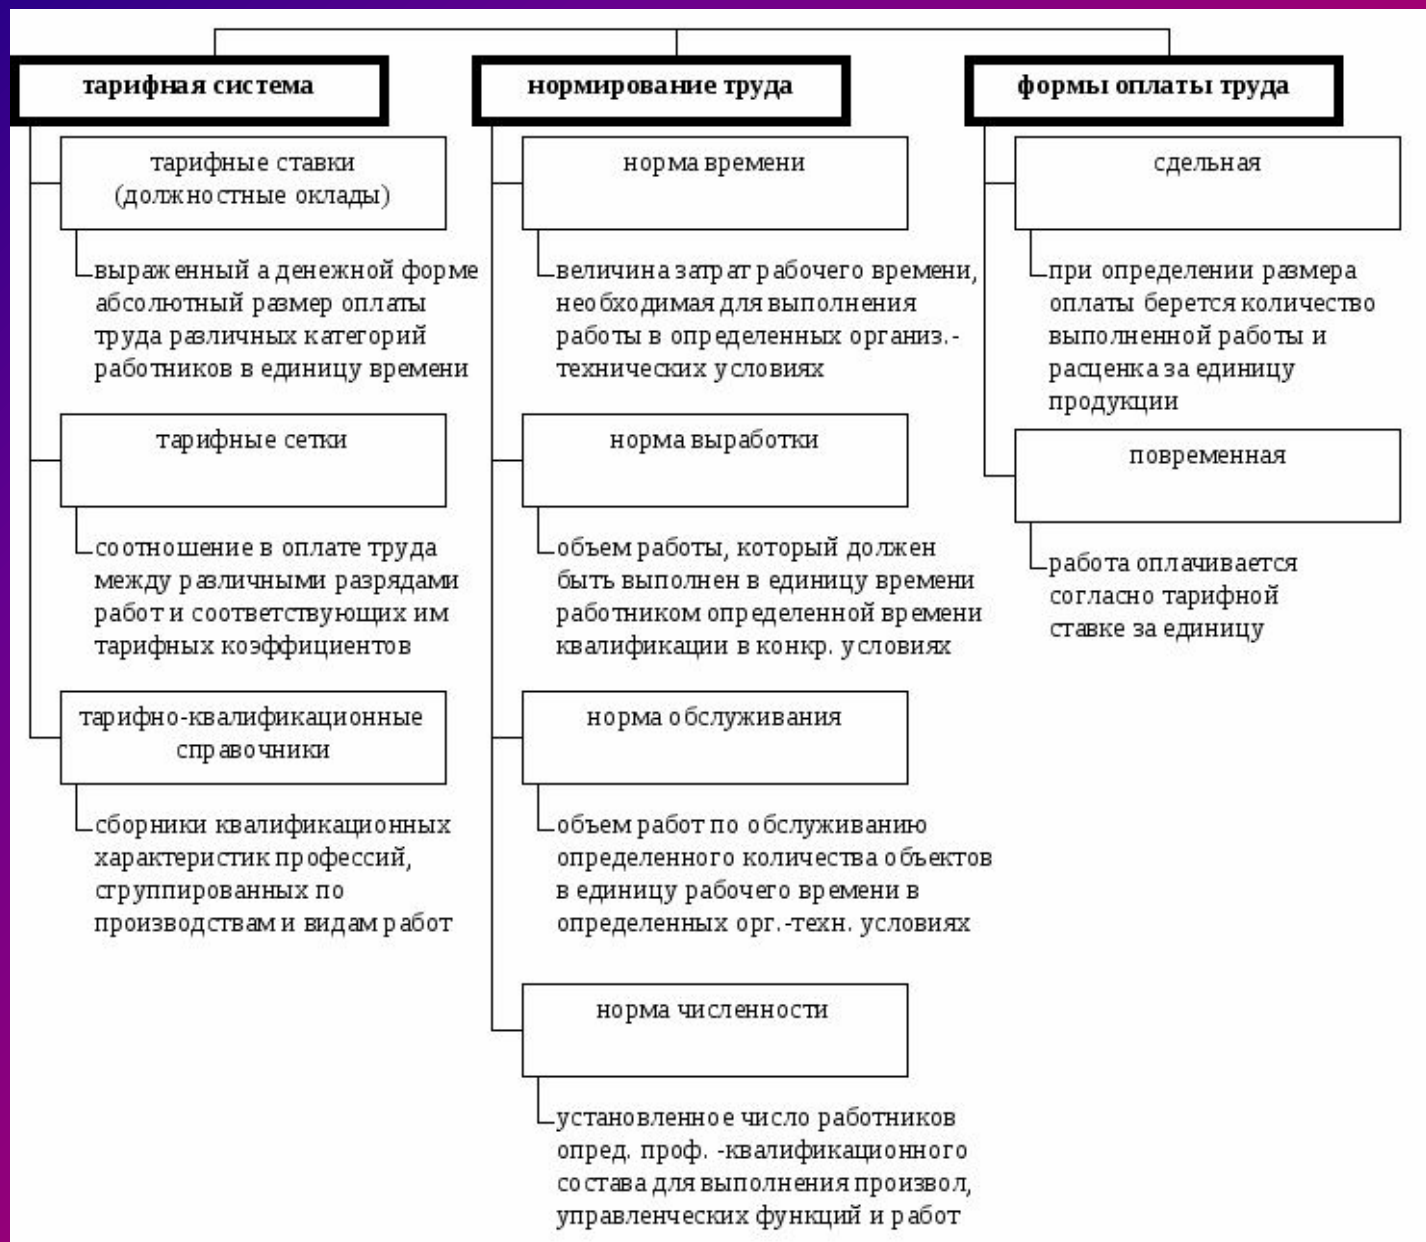 тарифная система
тарифные ставки
(должностные оклады)
выраженный а денежной форме
абсолютный размер оплаты
труда различных категорий
работников в единицу времени
тарифные сетки
соотношение в оплате труда
между различными разрядами
работ и соответствующих им
тарифных коэффициентов
тарифно-квалификационные
справочники
сборники квалификационных
характеристик профессий,
сгруппированных по
производствам и видам работ
нормирование труда
норма времени
величина затрат рабочего времени,
необходимая для выполнения
работы в определенных организ.-
технических условиях
норма выработки
объем работы, который должен
быть выполнен в единицу времени
работником определенной времени
квалификации в конкр. условиях
норма обслуживания
объем работ по обслуживанию
определенного количества объектов
в единицу рабочего времени в
определенных орг.-техн. условиях
норма численности
установленное число работников
опред. проф. -квалификационного
состава для выполнения произвол,
управленческих функций и работ
формы оплаты труда
сдельная
при определении размера
оплаты берется количество
выполненной работы и
расценка за единицу
продукции
повременная
работа оплачивается
согласно тарифной
ставке за единицу